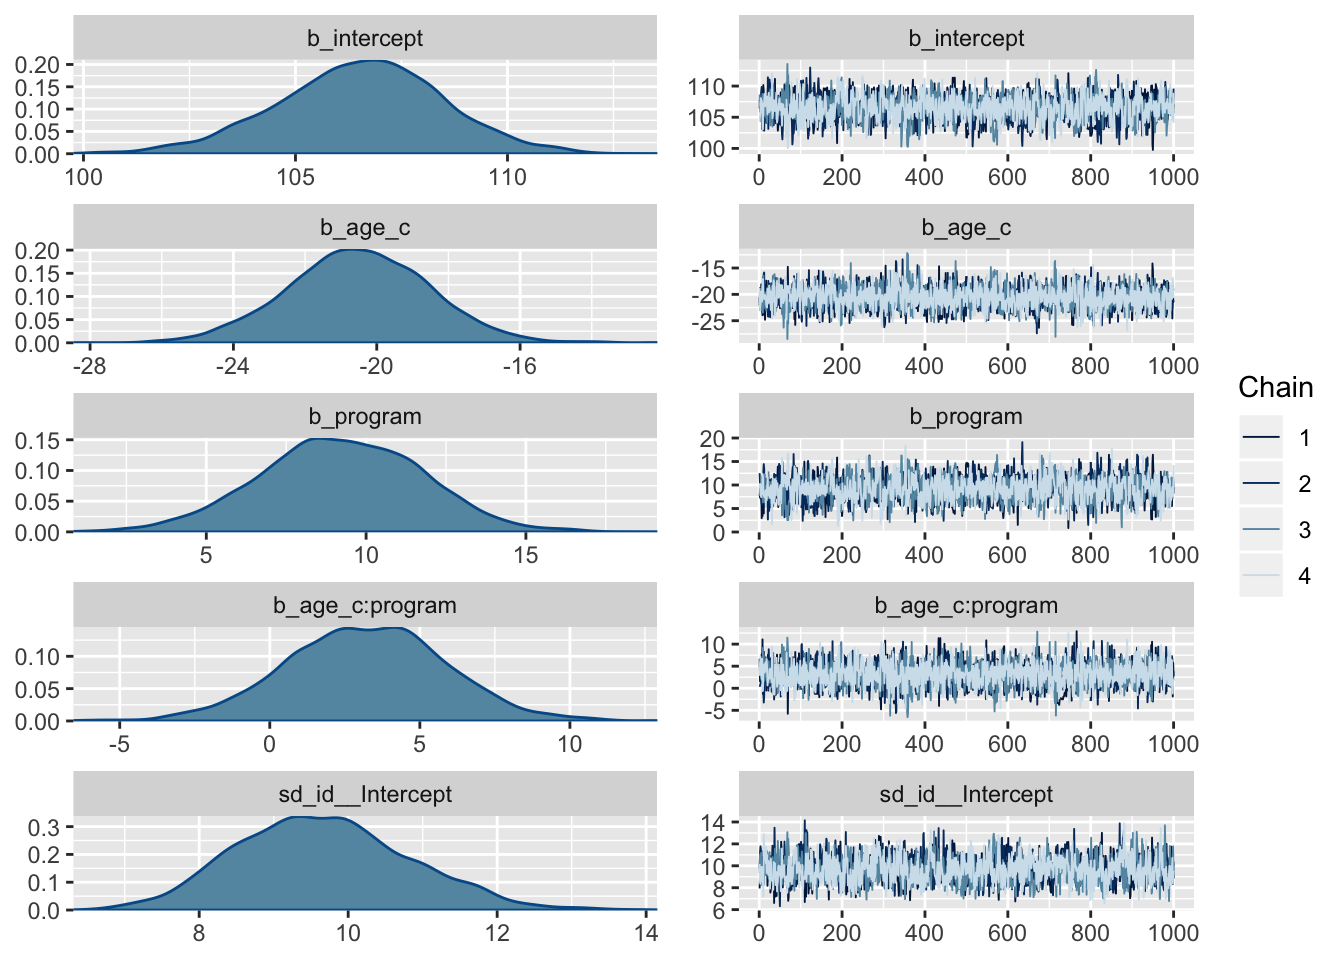 b_intercept
0.20
0.15
0.10
0.05
0.00
100 105 110
b_intercept
110
105
100
0 200 400 600 800 1000
b_age_c
0.20
0.15
0.10
0.05
0.00
-28 -24 -20 -16
b_age_c
-15
-20
-25
0 200 400 600 800 1000
b_program
0.15
0.10
0.05
0.00
5 10 15
b_program
20
15
10
5
0
0 200 400 600 800 1000
b_age_c:program
0.10
0.05
0.00
-5 0 5 10
b_age_c:program
10
5
0
-5
0 200 400 600 800 1000
sd_id__Intercept
0.3
0.2
0.1
0.0
8 10 12 14
sd_id__Intercept
14
12
10
8
6
0 200 400 600 800 1000
Chain
1
2
3
4